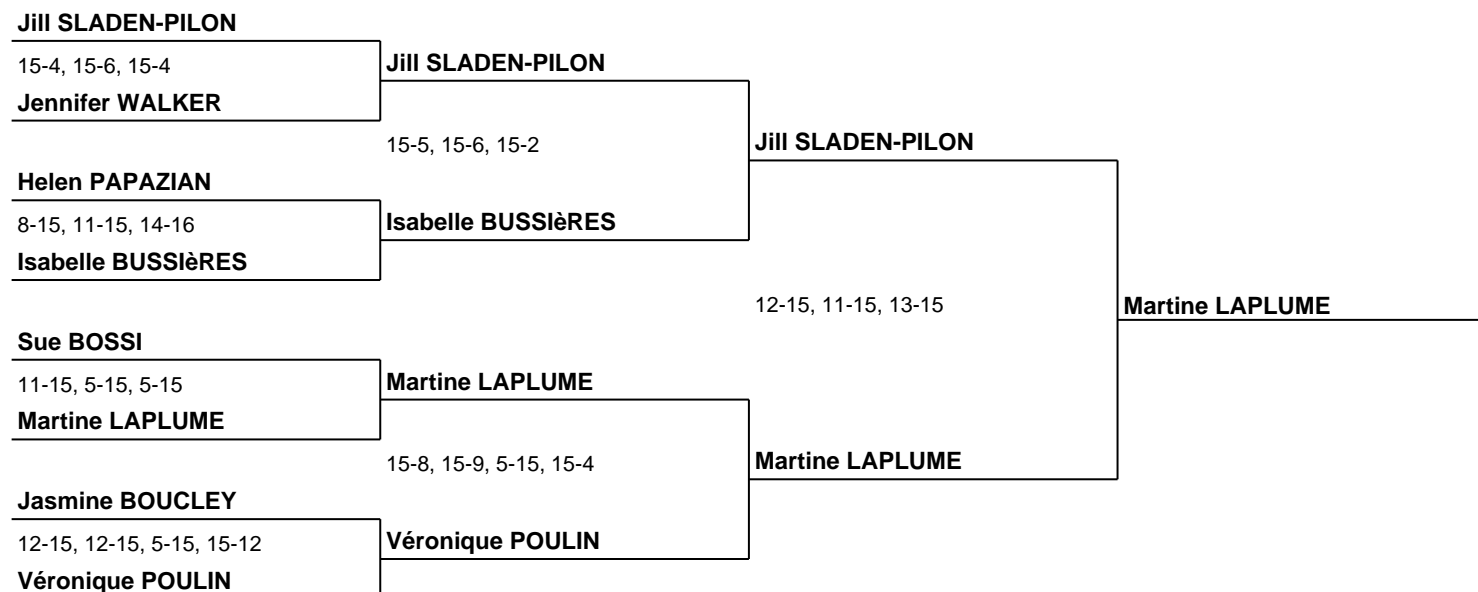 Jill SLADEN-PILON
15-4, 15-6, 15-4
Jennifer WALKER
Jill SLADEN-PILON
15-5, 15-6, 15-2
Helen PAPAZIAN
8-15, 11-15, 14-16
Isabelle BUSSIèRES
Isabelle BUSSIèRES
Jill SLADEN-PILON
12-15, 11-15, 13-15
Sue BOSSI
11-15, 5-15, 5-15
Martine LAPLUME
Martine LAPLUME
15-8, 15-9, 5-15, 15-4
Jasmine BOUCLEY
12-15, 12-15, 5-15, 15-12
Véronique POULIN
Véronique POULIN
Martine LAPLUME
Martine LAPLUME